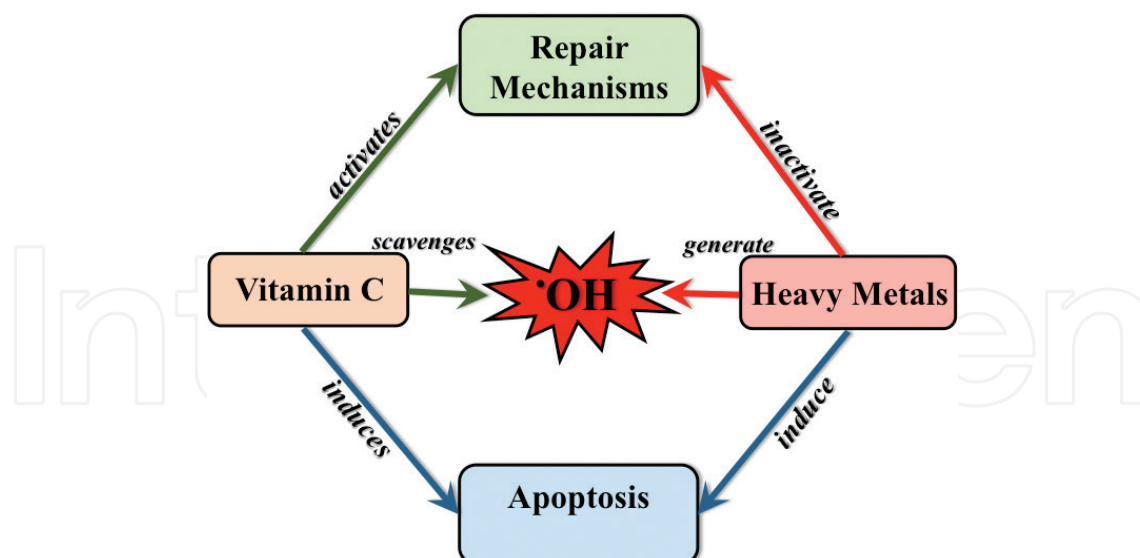 Repair
Mechanisms
activates
inactivate
scavenges
generate
Vitamin C
•OH
Heavy Metals
induces
induce
Apoptosis